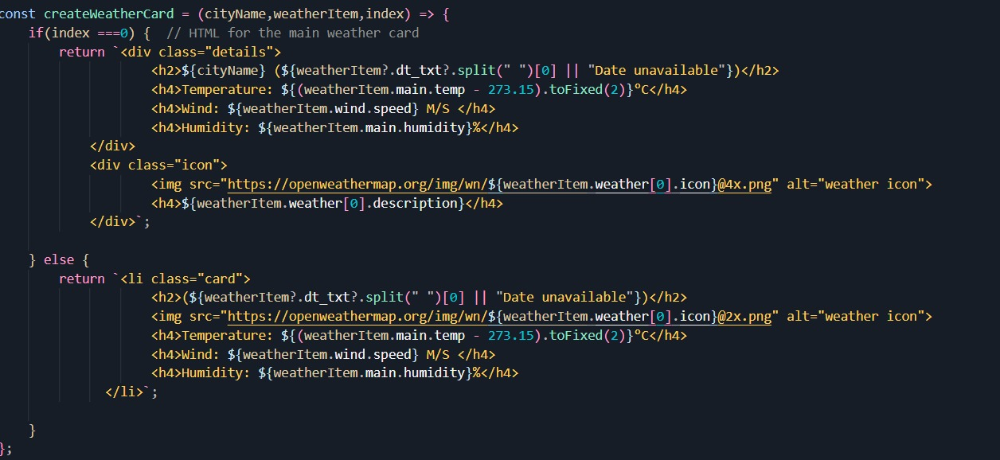 const createWeatherCard = (cityName,weatherItem,index) => {
if(index ===0) {  // HTML for the main weather card
return `<div class="details">
<h2>${cityName} (${weatherItem?.dt_txt?.split(" ")[0] || "Date unavailable"})</h2>
<h4>Temperature: ${(weatherItem.main.temp - 273.15).toFixed(2)}°C</h4>
<h4>Wind: ${weatherItem.wind.speed} M/S </h4>
<h4>Humidity: ${weatherItem.main.humidity}%</h4>
</div>
<div class="icon">
<img src="https://openweathermap.org/img/wn/${weatherItem.weather[0].icon}@4x.png" alt="weather icon">
<h4>${weatherItem.weather[0].description}</h4>
</div>`;
} else {
return `<li class="card">
<h2>(${weatherItem?.dt_txt?.split(" ")[0] || "Date unavailable"})</h2>
<img src="https://openweathermap.org/img/wn/${weatherItem.weather[0].icon}@2x.png" alt="weather icon">
<h4>Temperature: ${(weatherItem.main.temp - 273.15).toFixed(2)}°C</h4>
<h4>Wind: ${weatherItem.wind.speed} M/S </h4>
<h4>Humidity: ${weatherItem.main.humidity}%</h4>
</li>`;
}
};